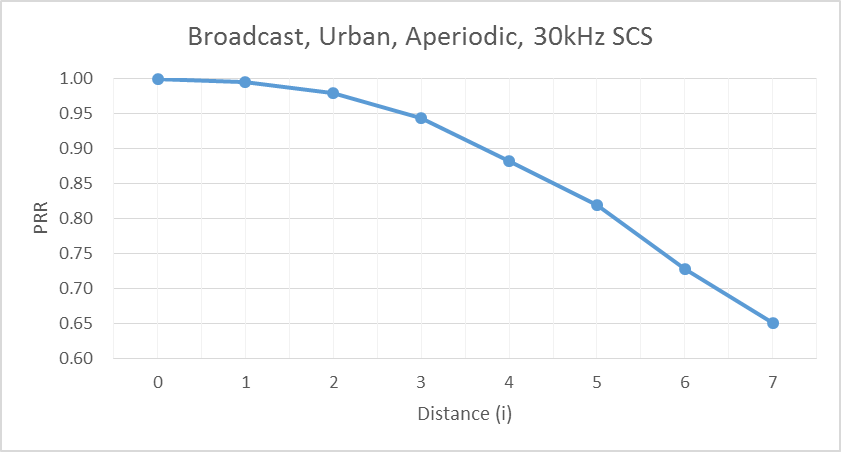 Broadcast, Urban, Aperiodic, 30kHz SCS
1.00
0.95
0.90
0.85
0.80
0.75
0.70
0.65
0.60
PRR
0 1 2 3 4 5 6 7
Distance (i)